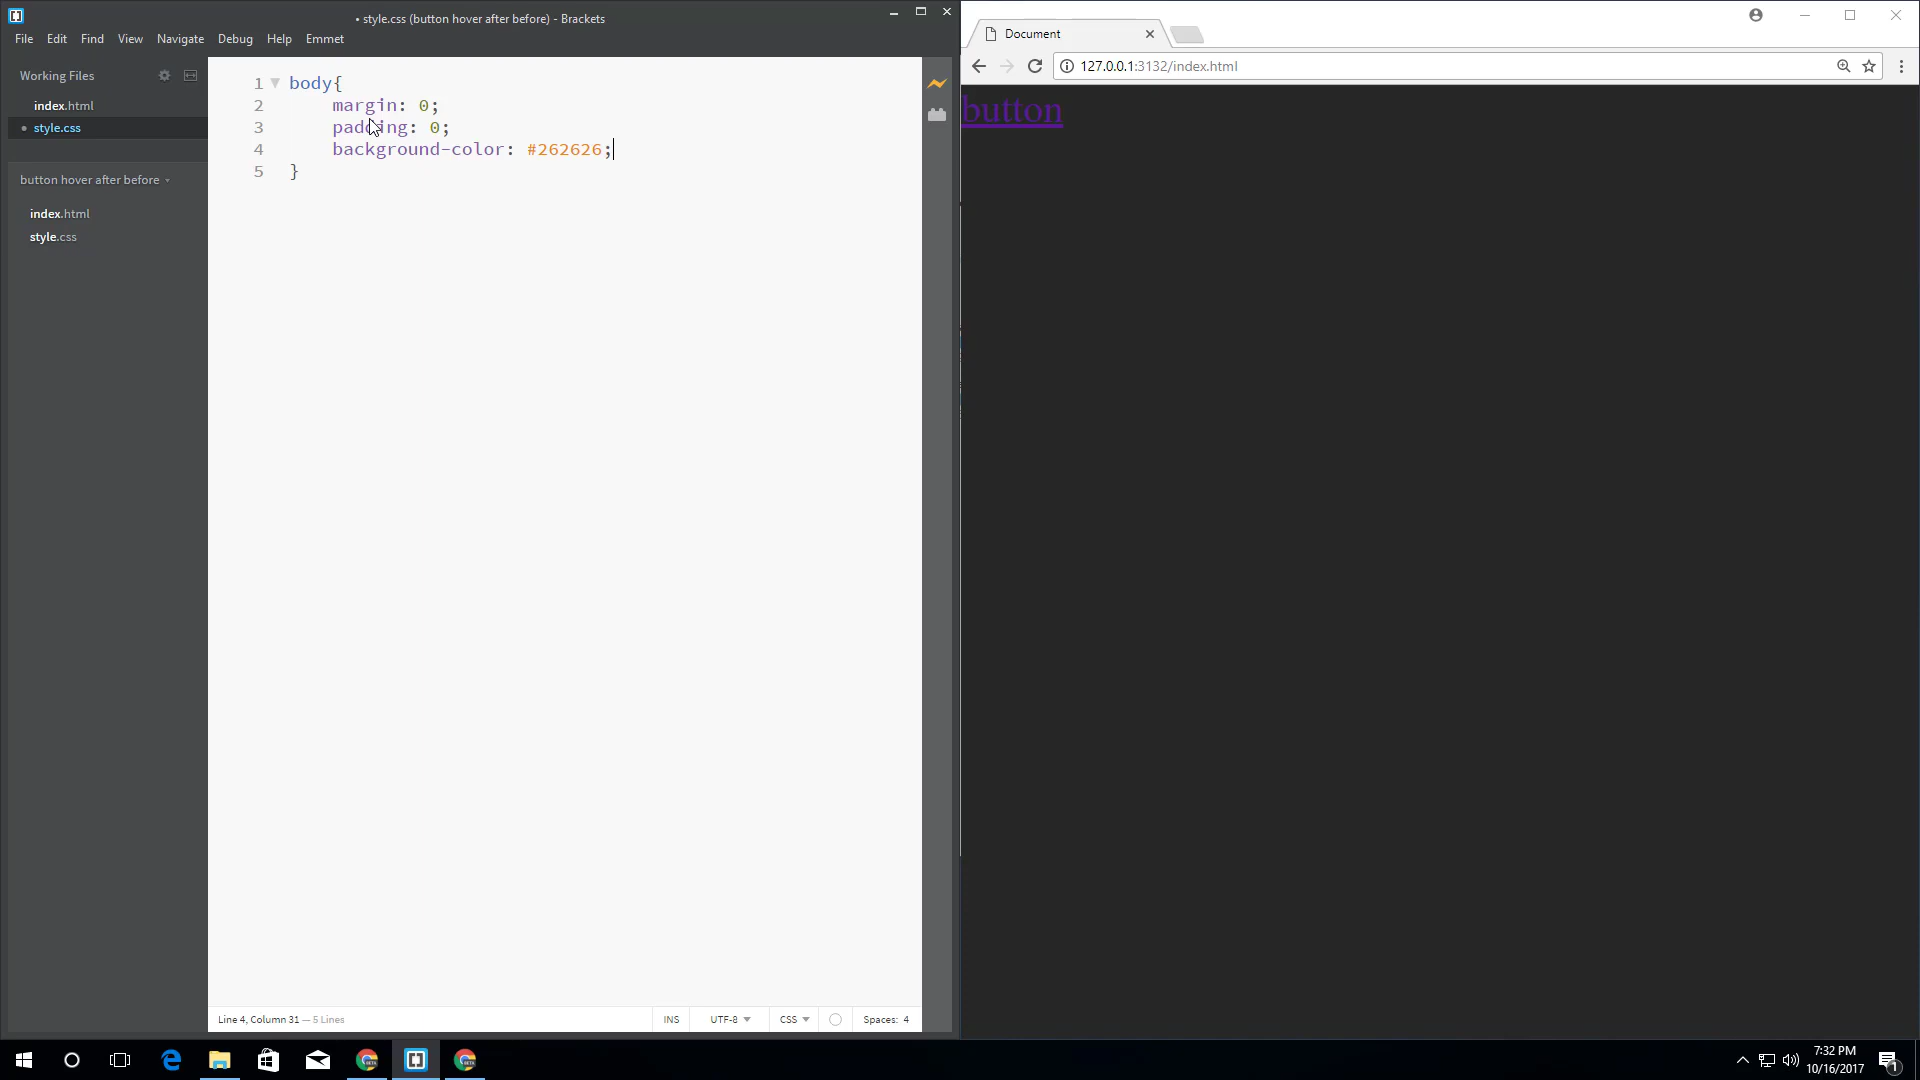 • style.css (button hover after before) - Brackets
File Edit Find View Navigate Debug Help Emmet
Working Files
index.html
• style.css
button hover after before
index.html
style.css
1 body{
2 margin: 0;
3 padding: 0;
4 background-color: #262626;
5 }
Line 4, Column 31 — 5 Lines
INS
UTF-8
CSS
Spaces: 4
Document
127.0.0.1:3132/index.html
button
7:32 PM
10/16/2017
1